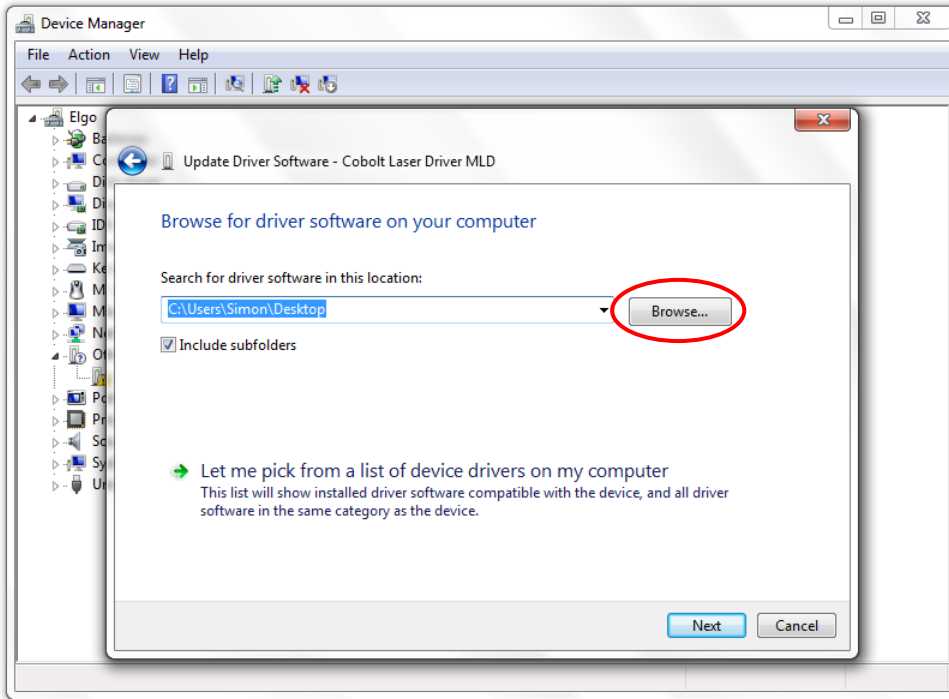 Device Manager
File Action View Help
Elgo
Update Driver Software - Cobolt Laser Driver MLD
Browse for driver software on your computer
Search for driver software in this location:
C:\Users\Simon\Desktop
Browse...
Include subfolders
Let me pick from a list of device drivers on my computer
This list will show installed driver software compatible with the device, and all driver
software in the same category as the device.
Next Cancel